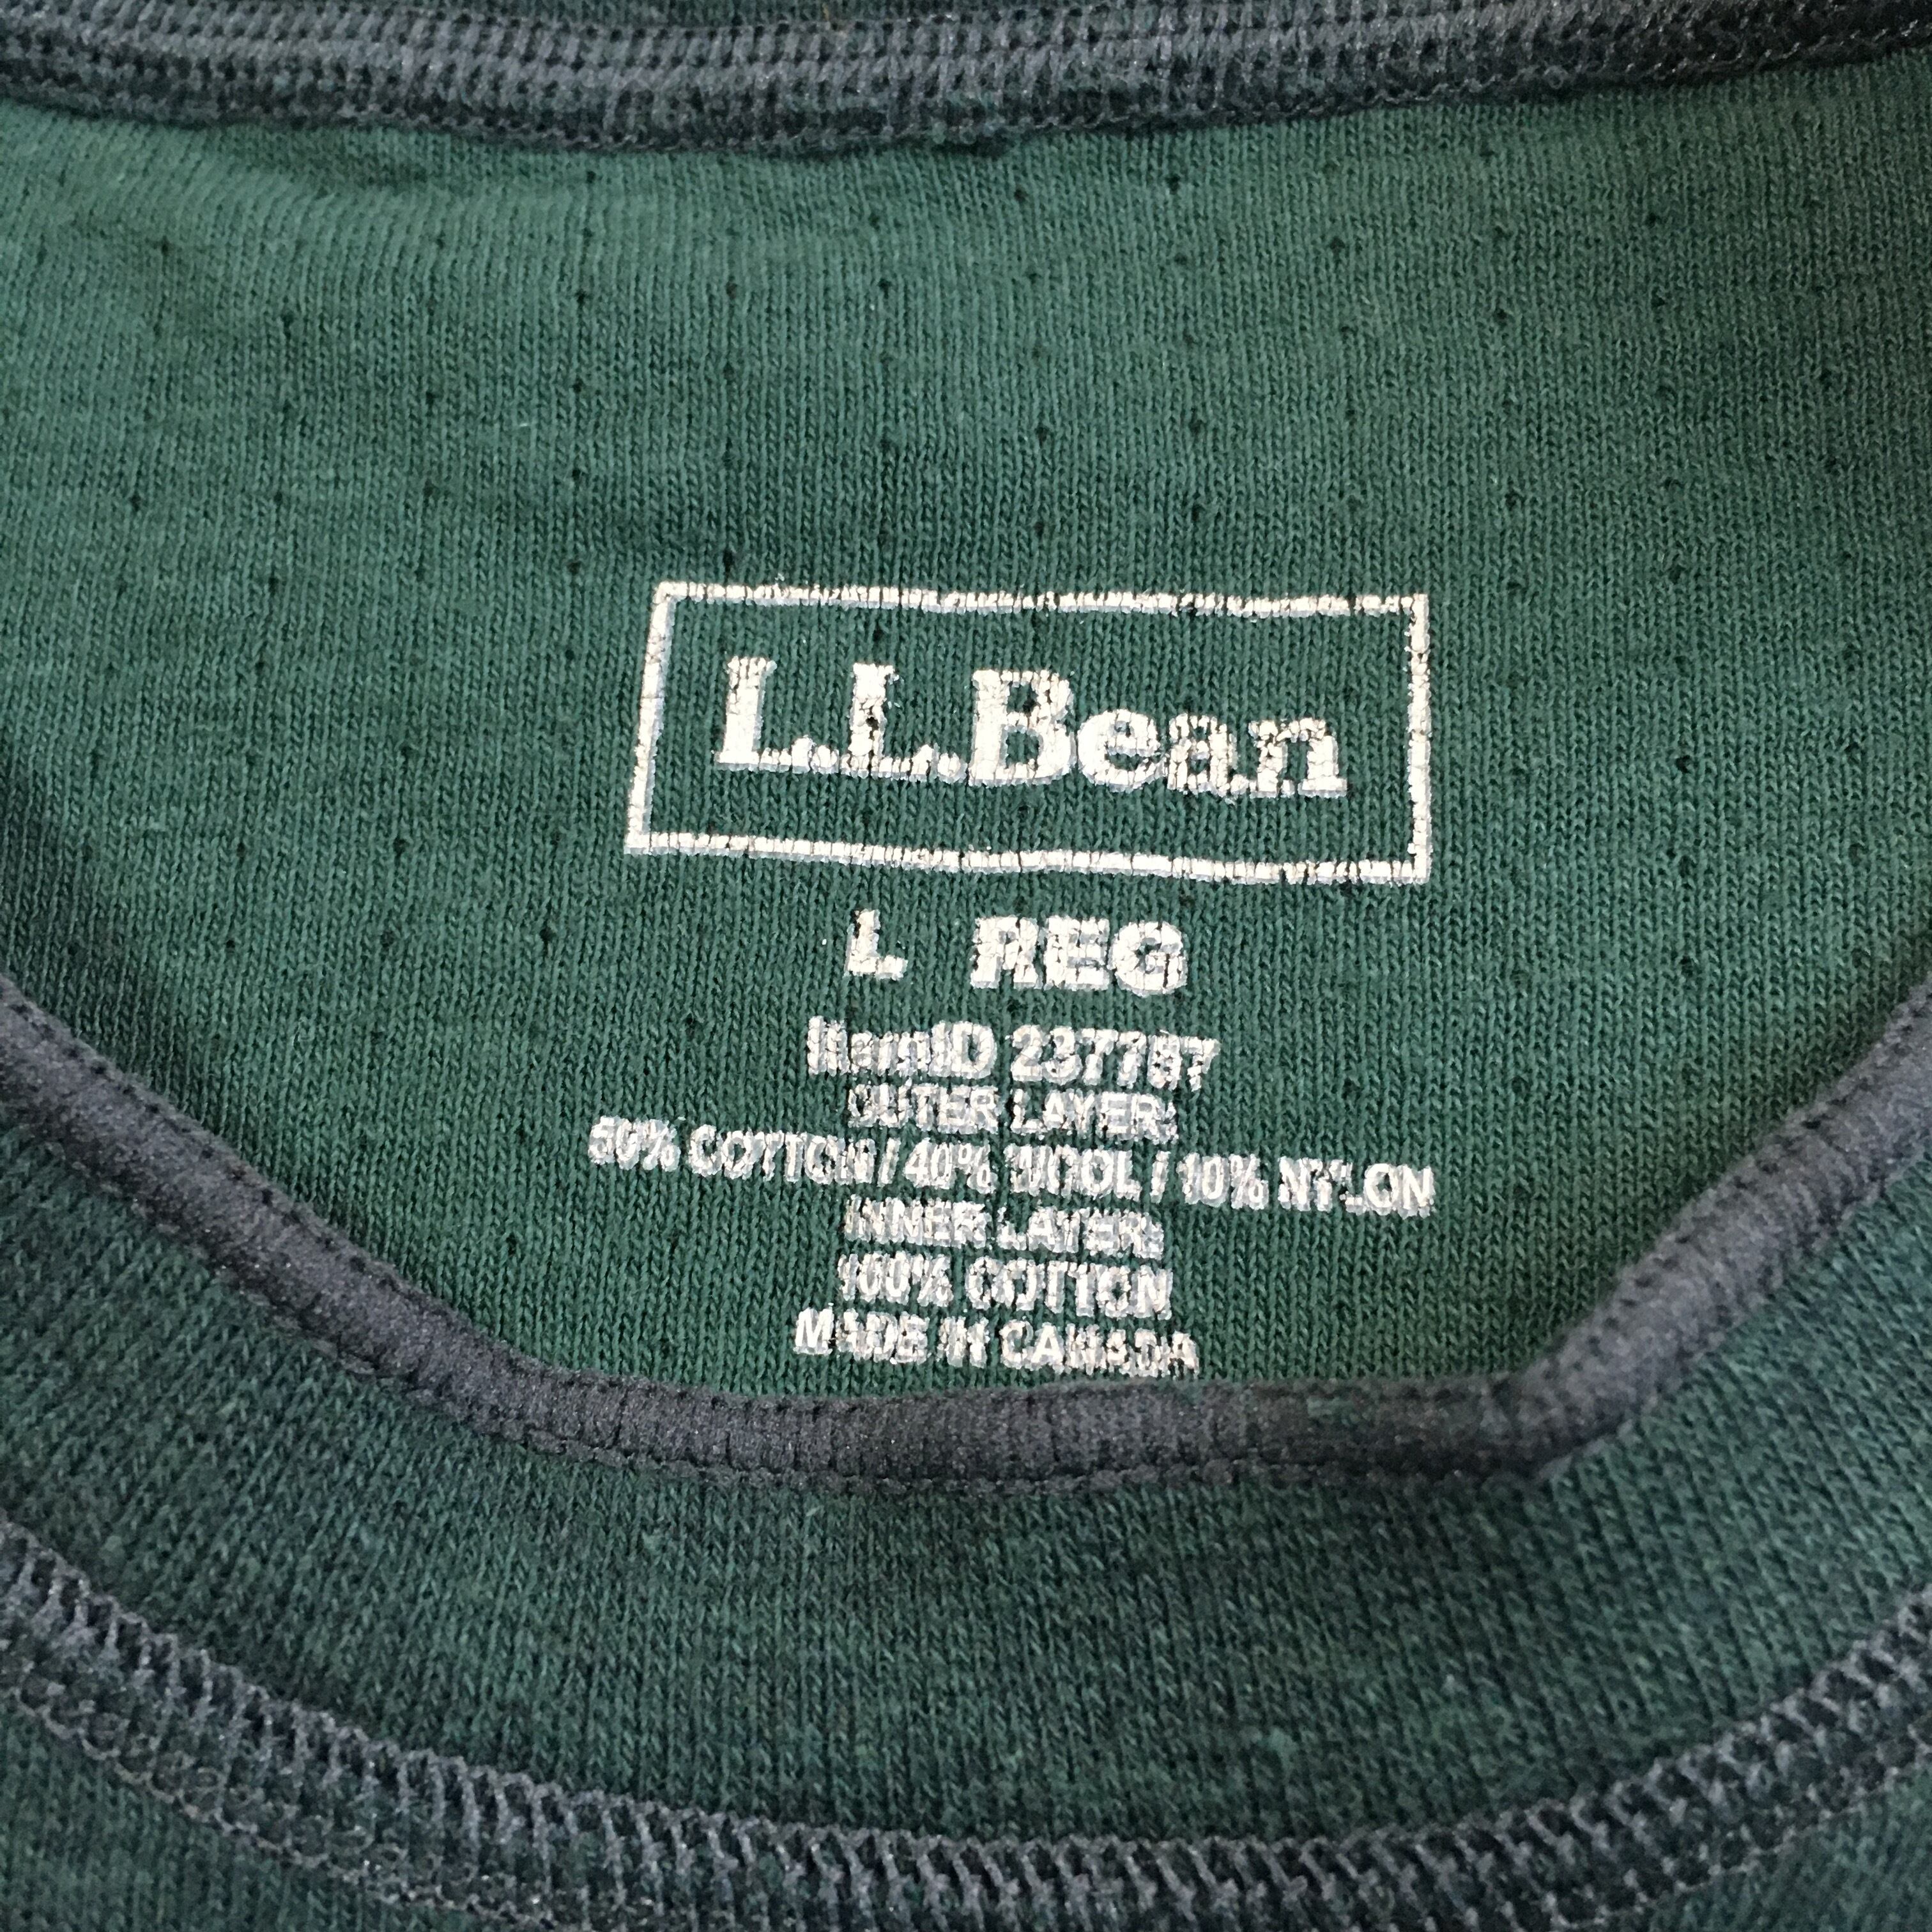 L.L.Bean
L REG
ItemID 237787
OUTER LAYER:
50% COTTON / 40% WOOL / 10% NYLON
INNER LAYER:
100% COTTON
MADE IN CANADA